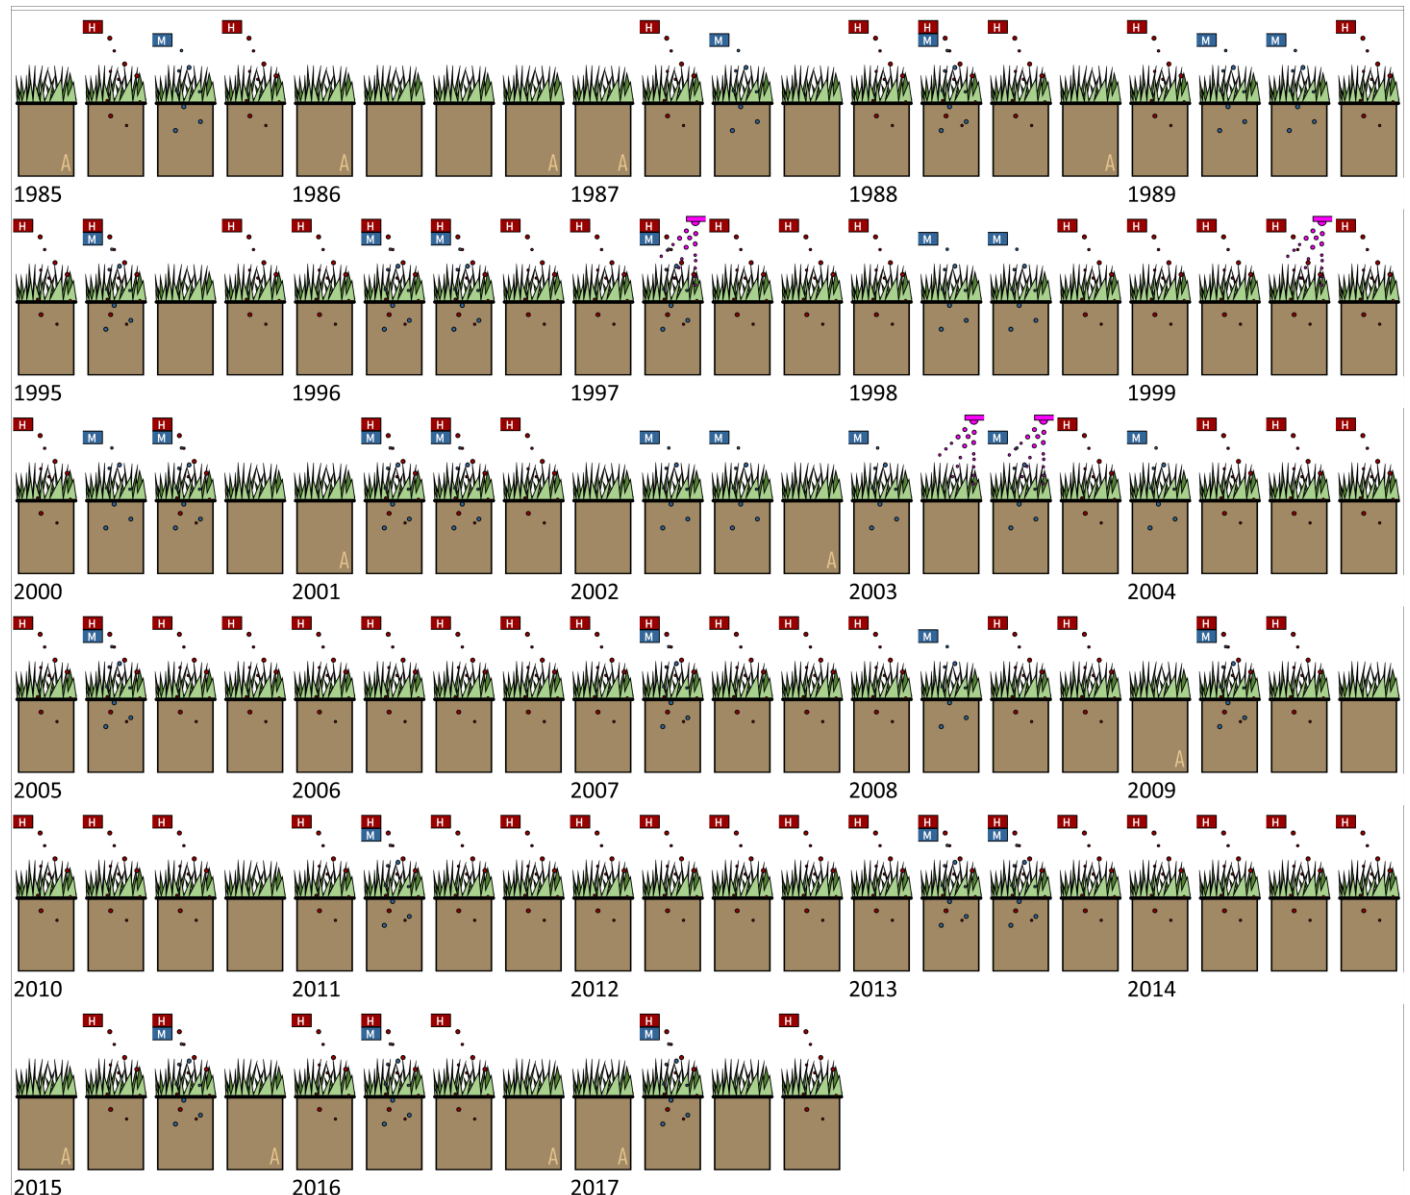 H H H H H H H H
M M M M M
A A A A A
1985 1986 1987 1988 1989
H H H H H H H H H H H H H H H H H
M M M M M M
1995 1996 1997 1998 1999
H H H H H H H H H
M M M M M M M M M
A A
2000 2001 2002 2003 2004
H H H H H H H H H H H H H H H H H
M M M M
A
2005 2006 2007 2008 2009
H H H H H H H H H H H H H H H H H H H
M M M
2010 2011 2012 2013 2014
H H H H H H H
M M M
A A A A
2015 2016 2017